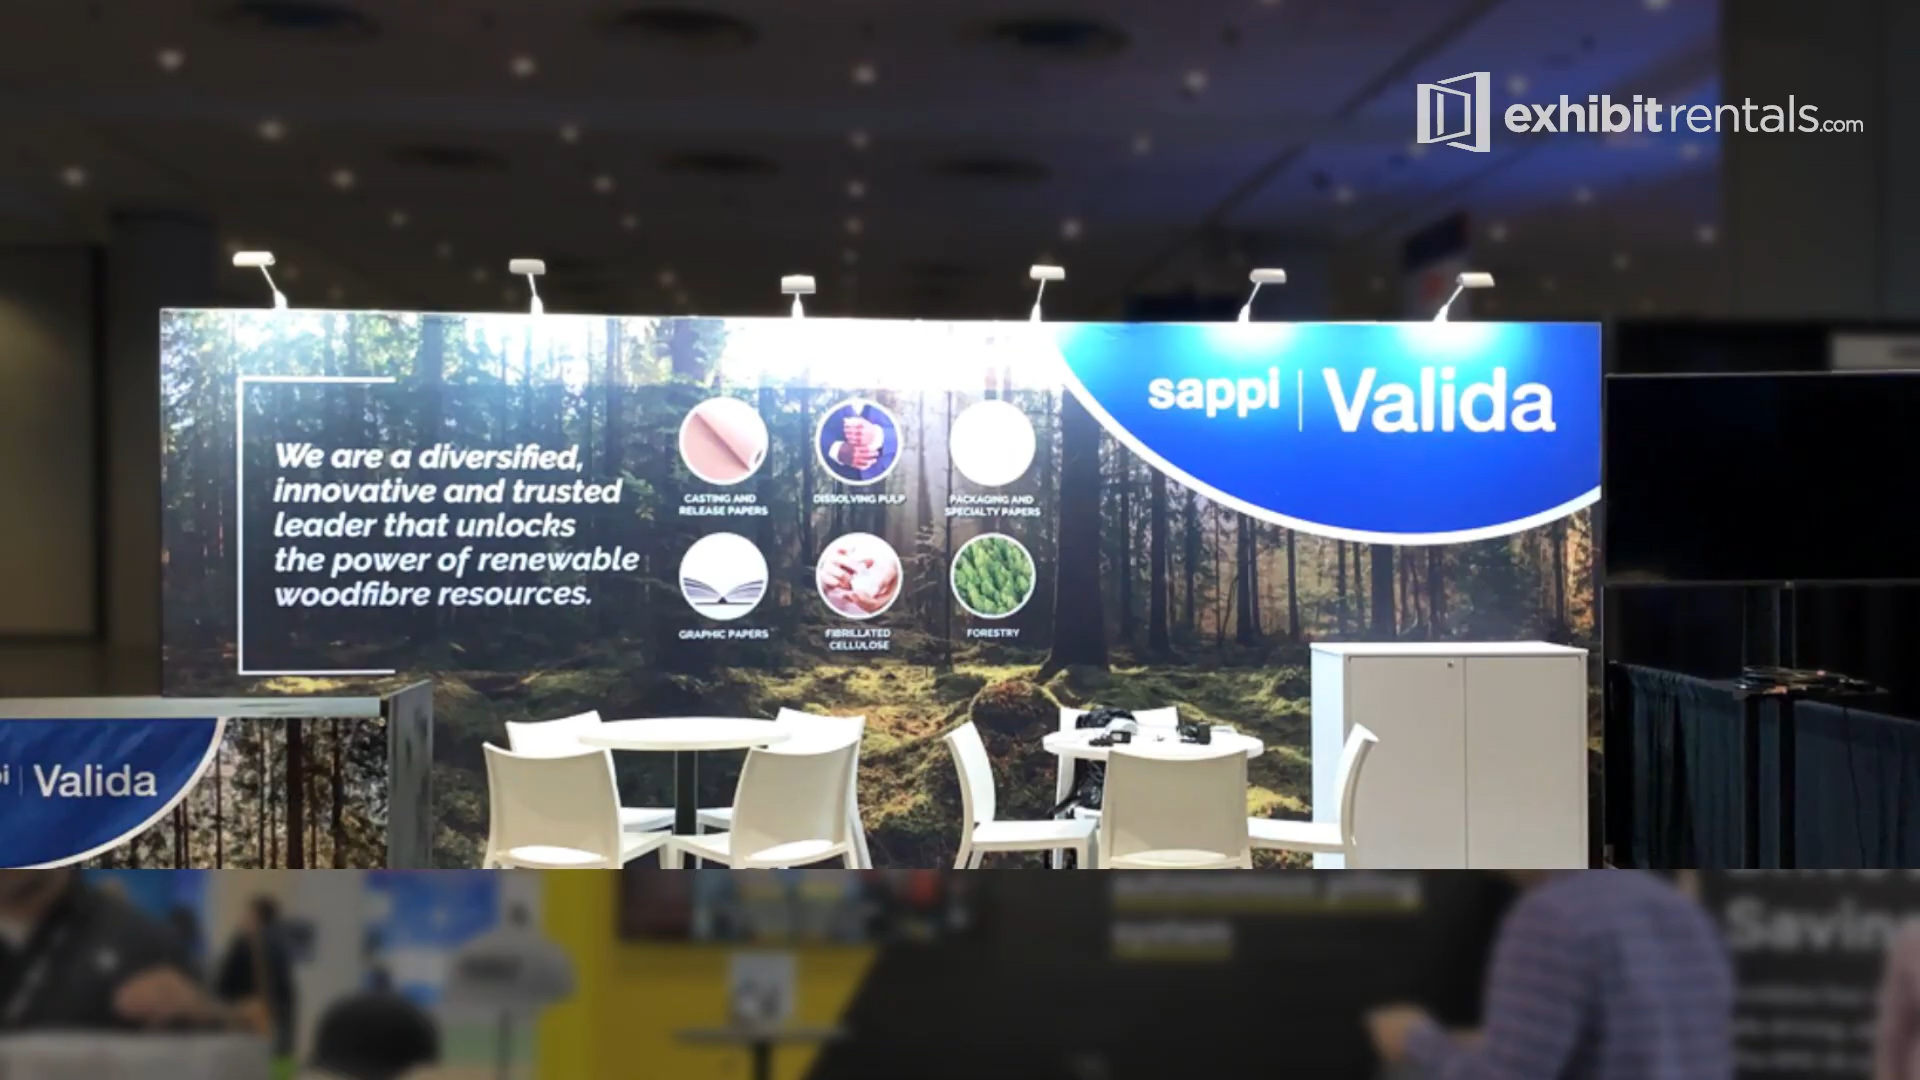 exhibitrentals.com
sappi | Valida
We are a diversified,
innovative and trusted
leader that unlocks
the power of renewable
woodfibre resources.
CASTING AND
RELEASE PAPERS
DISSOLVING PULP
PACKAGING AND
SPECIALTY PAPERS
GRAPHIC PAPERS
FIBRILLATED
CELLULOSE
FORESTRY
Valida
system